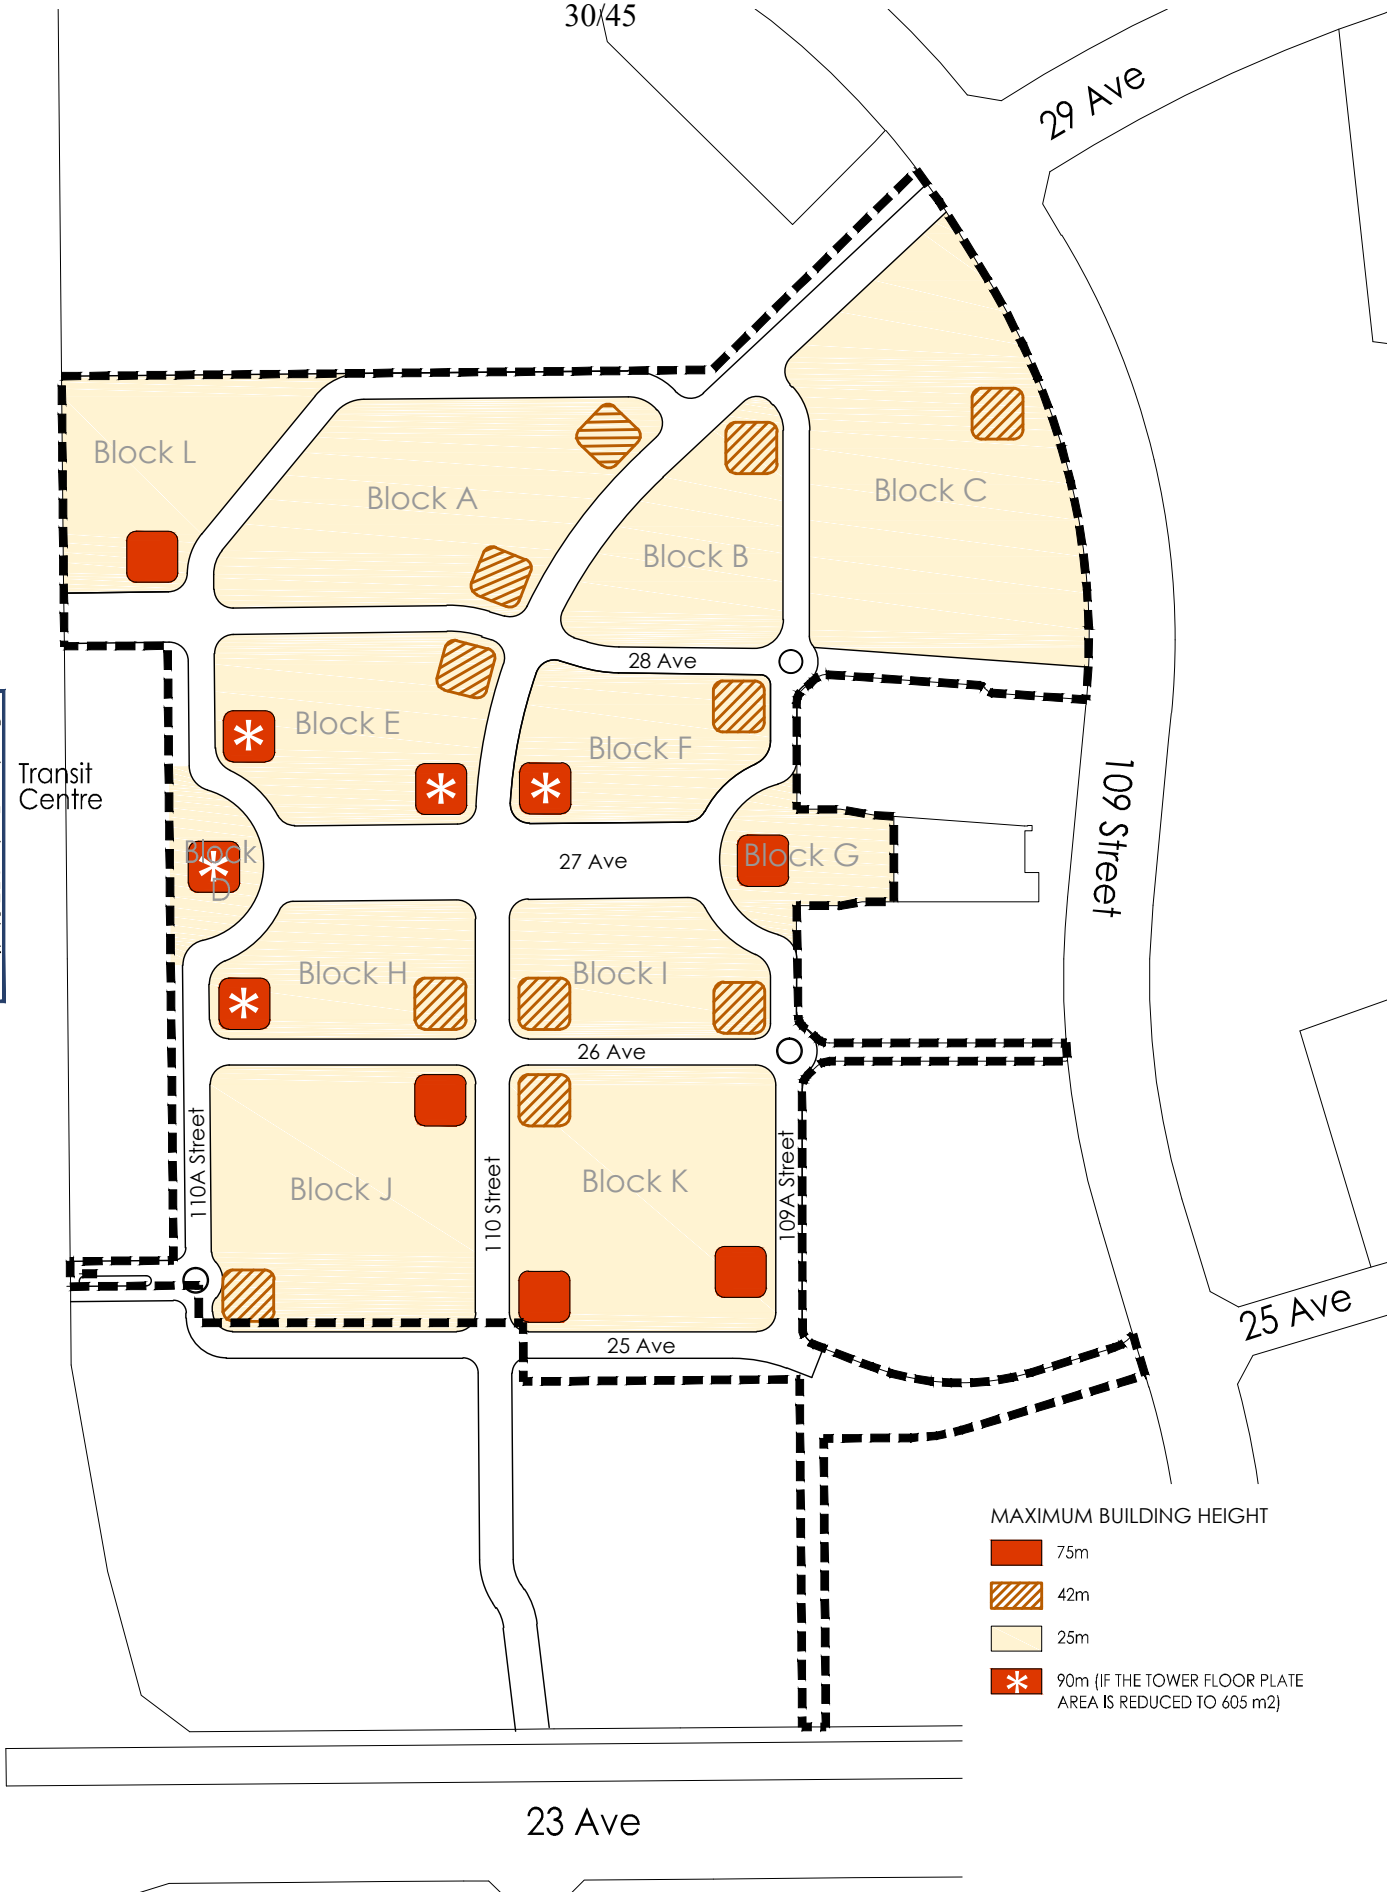 30/45
29 Ave
Block L
Block A
Block C
Block B
28 Ave
Block E
Block F
Transit
Centre
109 Street
Block
D
27 Ave
Block G
Block H
Block I
26 Ave
110A Street
110 Street
109A Street
Block J
Block K
25 Ave
25 Ave
MAXIMUM BUILDING HEIGHT
75m
42m
25m
90m (IF THE TOWER FLOOR PLATE
AREA IS REDUCED TO 605 m2)
23 Ave